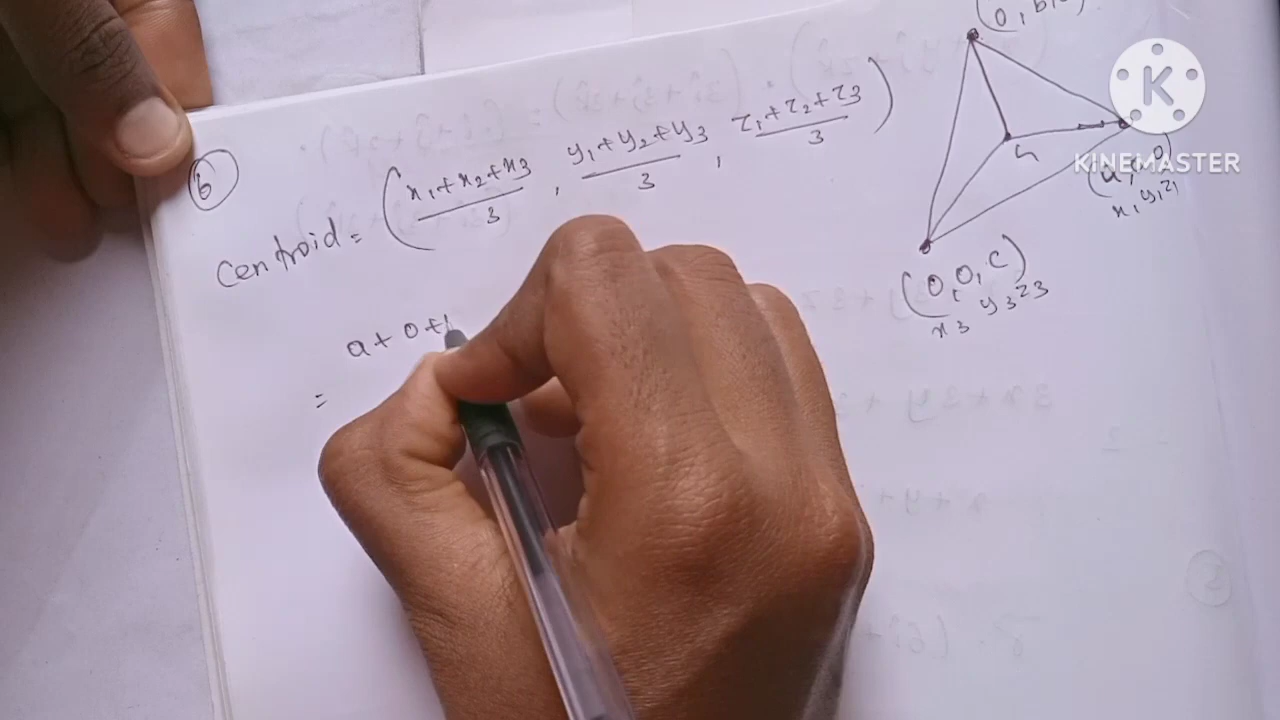 (0, b, 0)
6
Centroid = (x1+x2+x3/3, y1+y2+y3/3, z1+z2+z3/3)
G
KINEMASTER
(a, 0, 0)
x1 y1 z1
(0, 0, c)
x3 y3 z3
a + 0 +
=